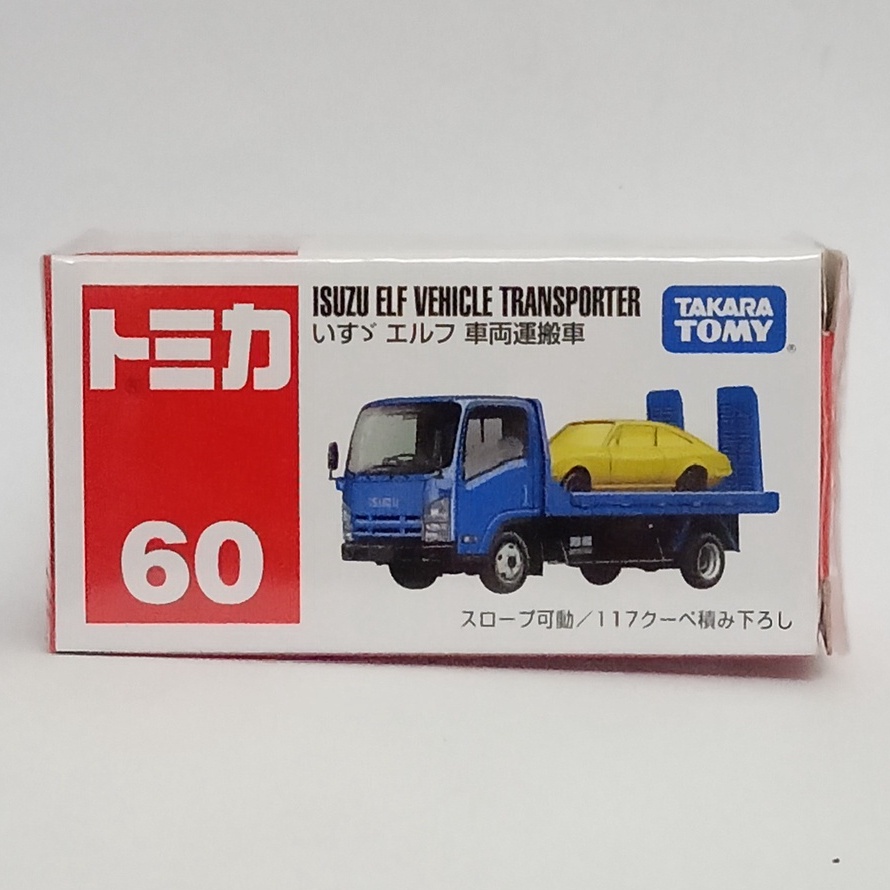 トミカ
60
ISUZU ELF VEHICLE TRANSPORTER
いすゞ エルフ 車両運搬車
TAKARA
TOMY®
ISUZU
スロープ可動/117クーペ積み下ろし